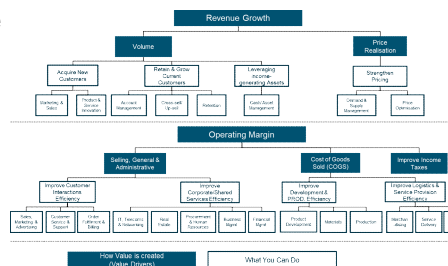 Revenue Growth
Volume
Price
Realisation
Acquire New
Customers
Retain & Grow
Current
Customers
Leveraging
Income-
generating Assets
Strengthen
Pricing
Marketing &
Sales
Product &
Service
Innovation
Account
Management
Cross-sell/
Up-sell
Retention
Cash/Asset
Management
Demand &
Supply
Management
Price
Optimisation
Operating Margin
Selling, General &
Administrative
Cost of Goods
Sold (COGS)
Improve Income
Taxes
Improve Customer
Interactions
Efficiency
Improve
Corporate/Shared
Services Efficiency
Improve
Development &
PROD. Efficiency
Improve Logistics &
Service Provision
Efficiency
Sales,
Marketing &
Advertising
Customer
Service &
Support
Order
Fulfilment &
Billing
IT, Telecoms
& Networking
Real
Estate
Procurement
& Human
Resources
Business
Mgmt
Financial
Mgmt
Product
Development
Materials
Production
Merchan
dising
Service
Delivery
How Value is created
(Value Drivers)
What You Can Do